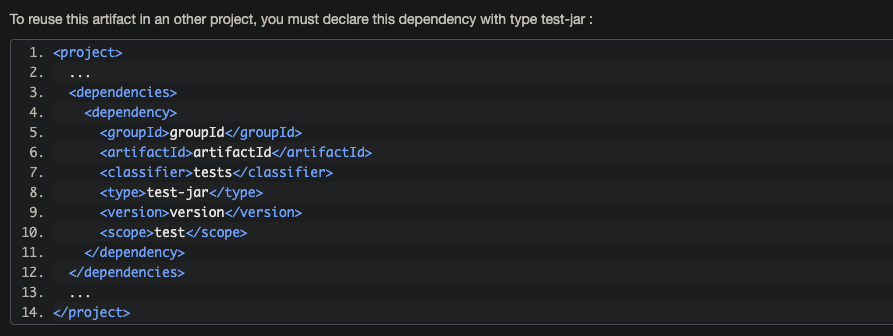 To reuse this artifact in an other project, you must declare this dependency with type test-jar :
1. <project>
2.   ...
3.   <dependencies>
4.     <dependency>
5.       <groupId>groupId</groupId>
6.       <artifactId>artifactId</artifactId>
7.       <classifier>tests</classifier>
8.       <type>test-jar</type>
9.       <version>version</version>
10.       <scope>test</scope>
11.     </dependency>
12.   </dependencies>
13.   ...
14. </project>